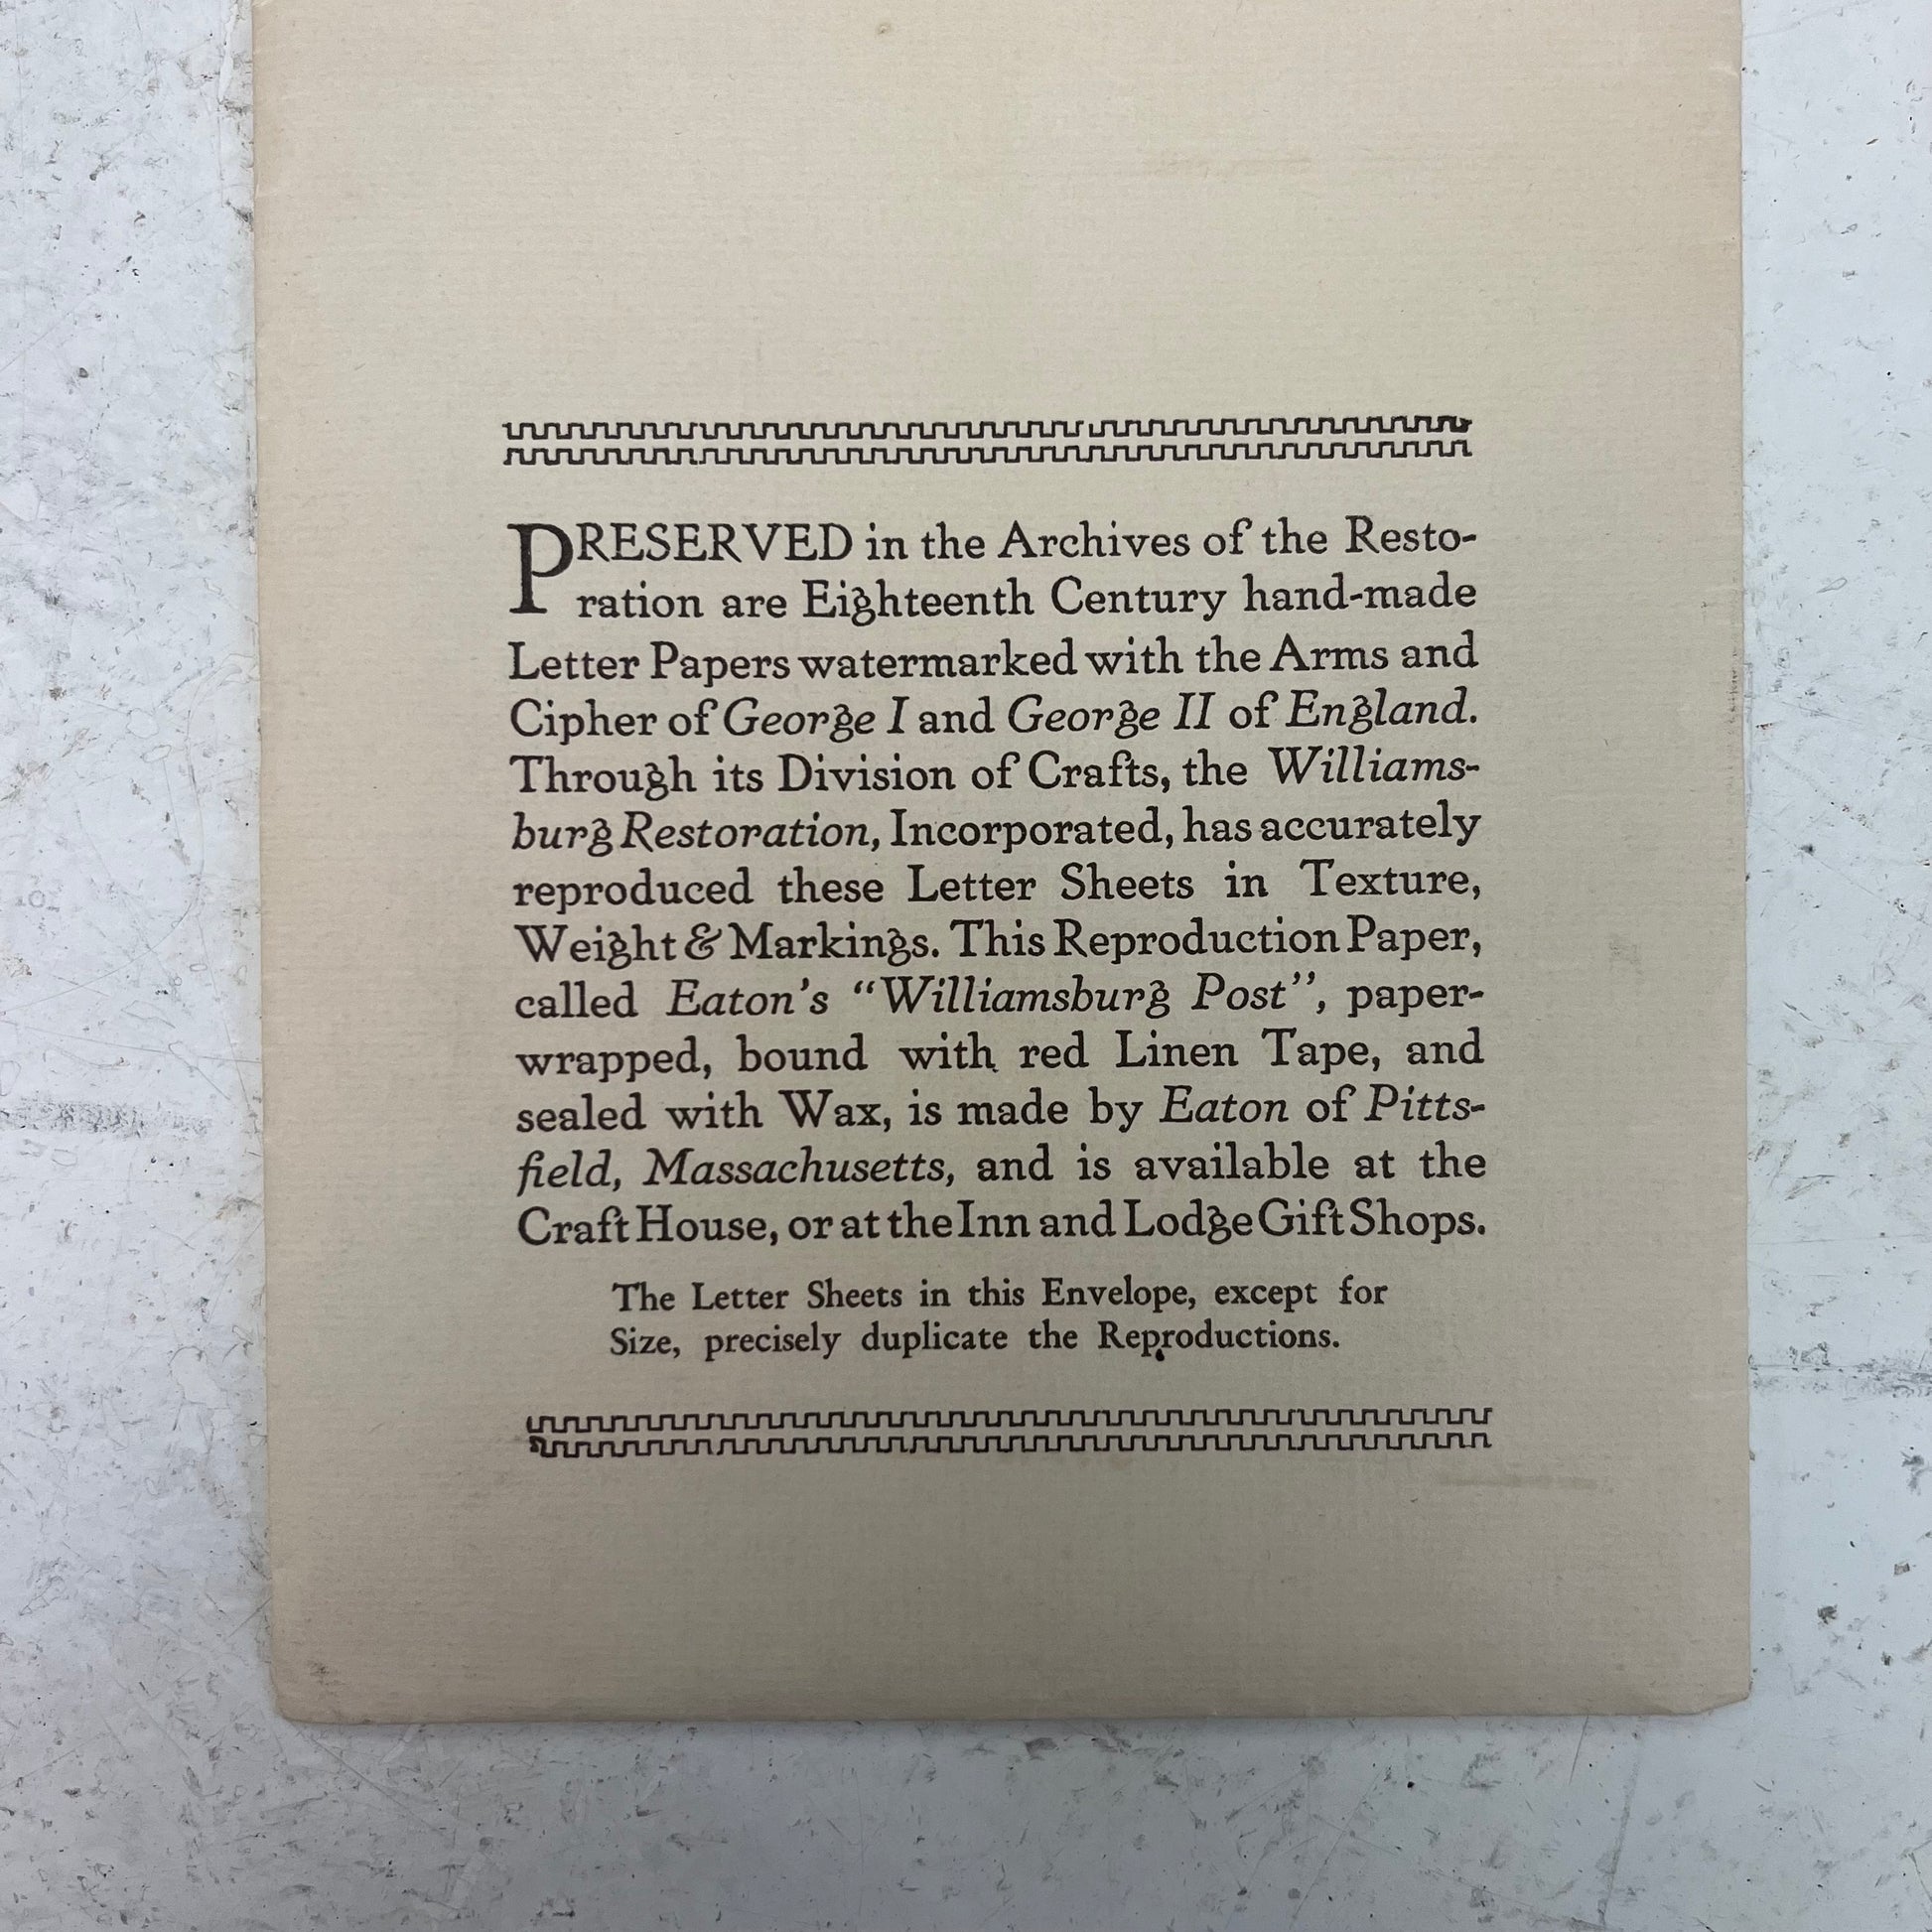 PRESERVED in the Archives of the Resto-
ration are Eighteenth Century hand-made
Letter Papers watermarked with the Arms and
Cipher of George I and George II of England.
Through its Division of Crafts, the Williams-
burg Restoration, Incorporated, has accurately
reproduced these Letter Sheets in Texture,
Weight & Markings. This Reproduction Paper,
called Eaton's “Williamsburg Post”, paper-
wrapped, bound with red Linen Tape, and
sealed with Wax, is made by Eaton of Pitts-
field, Massachusetts, and is available at the
Craft House, or at the Inn and Lodge Gift Shops.
The Letter Sheets in this Envelope, except for
Size, precisely duplicate the Reproductions.